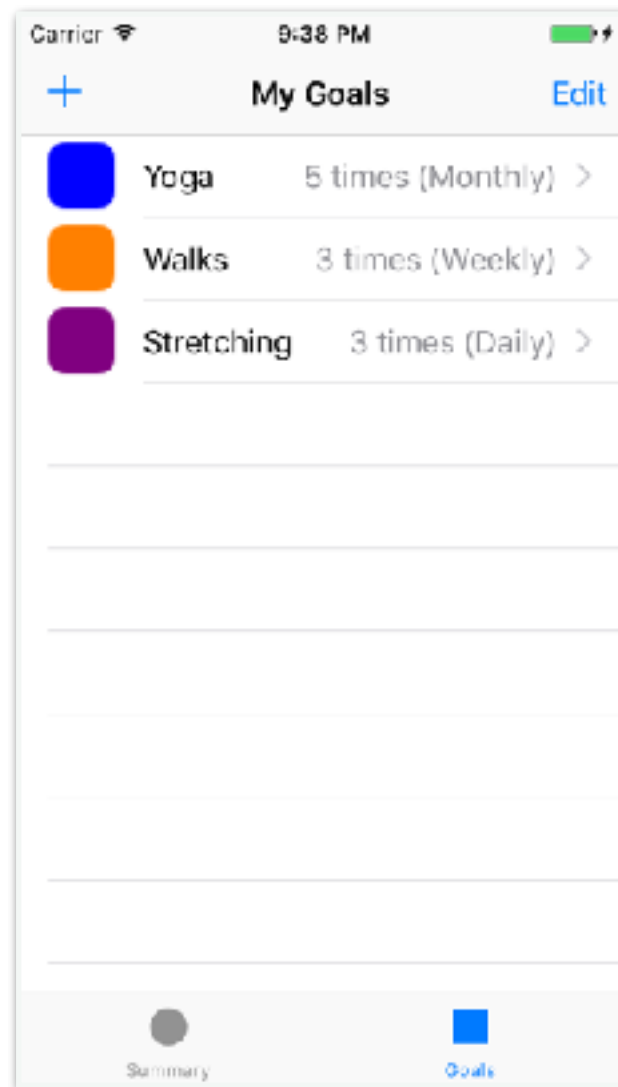 Carrier 9:38 PM
+ My Goals Edit
Yoga 5 times (Monthly) >
Walks 3 times (Weekly) >
Stretching 3 times (Daily) >
Summary Goals